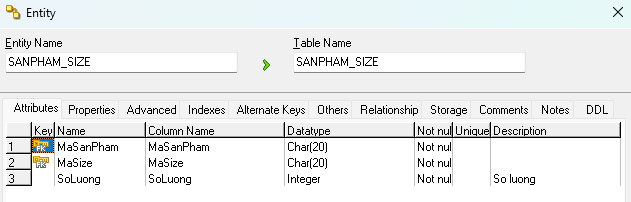 Entity
Entity Name
Table Name
SANPHAM_SIZE
SANPHAM_SIZE
Attributes Properties Advanced Indexes Alternate Keys Others Relationship Storage Comments Notes DDL
Key Name Column Name Datatype Not nul Unique Description
1 FK MaSanPham MaSanPham Char(20) Not nul
2 FK MaSize MaSize Char(20) Not nul
3 SoLuong SoLuong Integer Not nul So luong